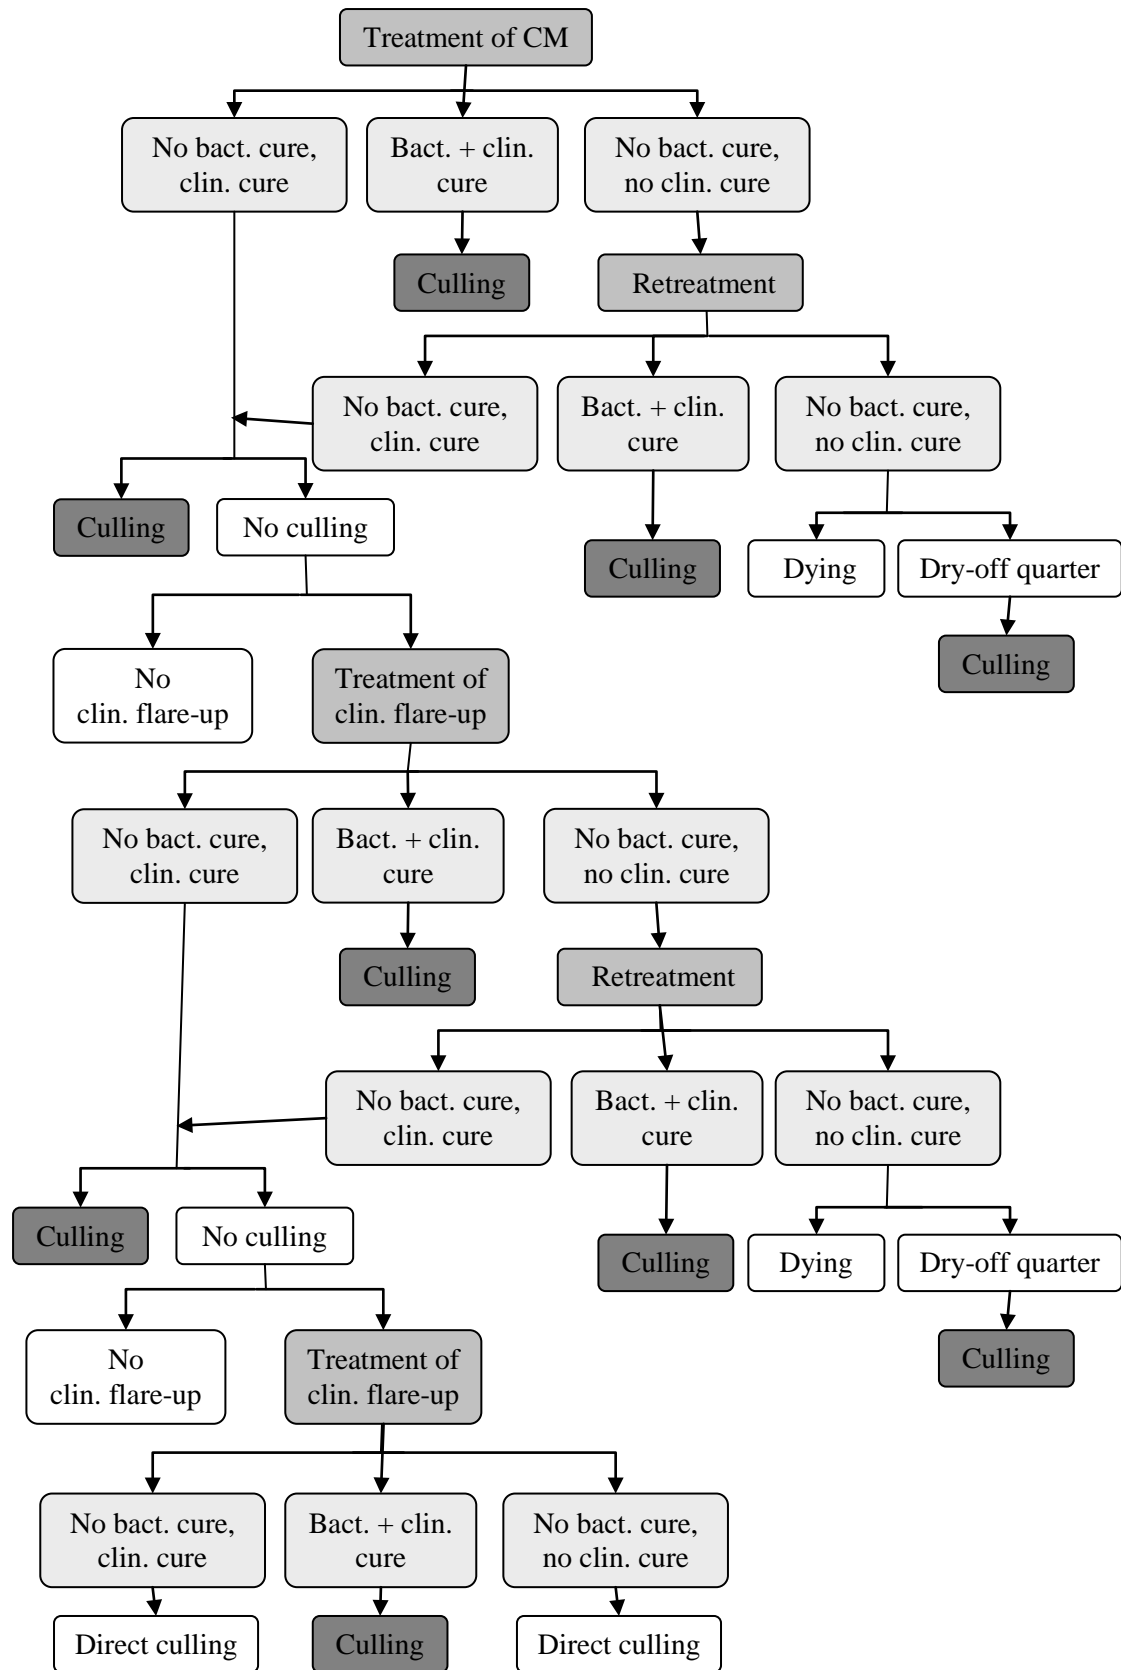 Treatment of CM
No bact. cure,
clin. cure
Bact. + clin.
cure
No bact. cure,
no clin. cure
Culling
Retreatment
No bact. cure,
clin. cure
Bact. + clin.
cure
No bact. cure,
no clin. cure
Culling
No culling
Culling
Dying
Dry-off quarter
Culling
No
clin. flare-up
Treatment of
clin. flare-up
No bact. cure,
clin. cure
Bact. + clin.
cure
No bact. cure,
no clin. cure
Culling
Retreatment
No bact. cure,
clin. cure
Bact. + clin.
cure
No bact. cure,
no clin. cure
Culling
No culling
Culling
Dying
Dry-off quarter
Culling
No
clin. flare-up
Treatment of
clin. flare-up
No bact. cure,
clin. cure
Bact. + clin.
cure
No bact. cure,
no clin. cure
Direct culling
Culling
Direct culling